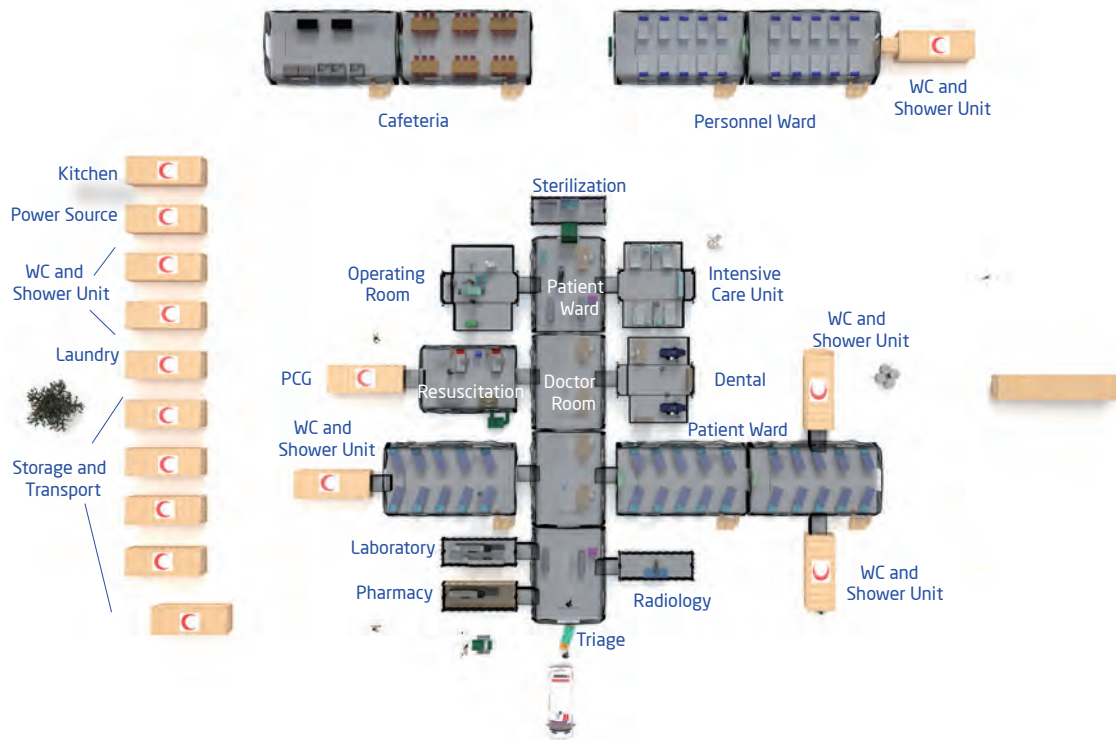 Cafeteria
Personnel Ward
WC and
Shower Unit
Kitchen
Power Source
WC and
Shower Unit
Laundry
Storage and
Transport
Sterilization
Operating
Room
Patient
Ward
Intensive
Care Unit
PCG
Resuscitation
Doctor
Room
Dental
WC and
Shower Unit
WC and
Shower Unit
Patient Ward
Laboratory
Pharmacy
Radiology
WC and
Shower Unit
Triage